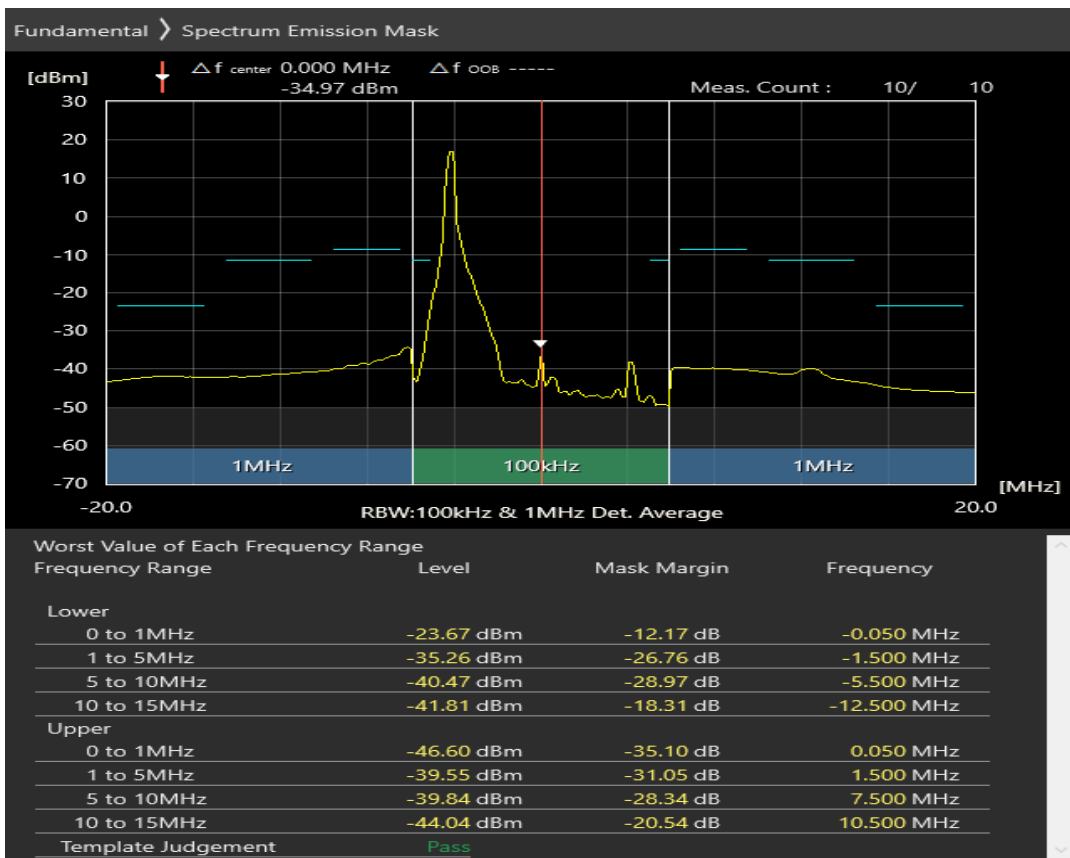 Fundamental 〉 Spectrum Emission Mask
[dBm] △f center 0.000 MHz △f OOB -----
-34.97 dBm Meas. Count : 10/ 10
30
20
10
0
-10
-20
-30
-40
-50
-60
1MHz 100kHz 1MHz
-70 [MHz]
-20.0 RBW:100kHz & 1MHz Det. Average 20.0
Worst Value of Each Frequency Range
Frequency Range Level Mask Margin Frequency
Lower
0 to 1MHz -23.67 dBm -12.17 dB -0.050 MHz
1 to 5MHz -35.26 dBm -26.76 dB -1.500 MHz
5 to 10MHz -40.47 dBm -28.97 dB -5.500 MHz
10 to 15MHz -41.81 dBm -18.31 dB -12.500 MHz
Upper
0 to 1MHz -46.60 dBm -35.10 dB 0.050 MHz
1 to 5MHz -39.55 dBm -31.05 dB 1.500 MHz
5 to 10MHz -39.84 dBm -28.34 dB 7.500 MHz
10 to 15MHz -44.04 dBm -20.54 dB 10.500 MHz
Template Judgement Pass